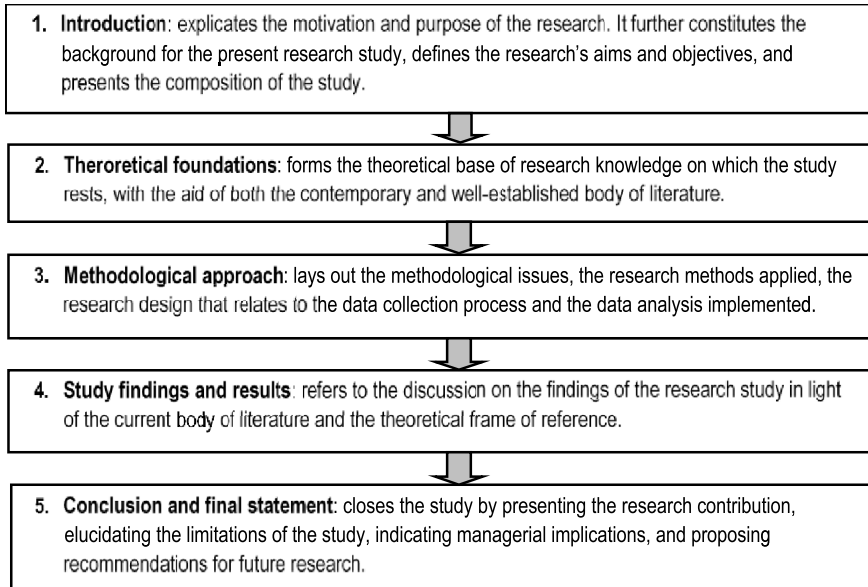 1. Introduction: explicates the motivation and purpose of the research. It further constitutes the
background for the present research study, defines the research's aims and objectives, and
presents the composition of the study.
2. Theroretical foundations: forms the theoretical base of research knowledge on which the study
rests, with the aid of both the contemporary and well-established body of literature.
3. Methodological approach: lays out the methodological issues, the research methods applied, the
research design that relates to the data collection process and the data analysis implemented.
4. Study findings and results: refers to the discussion on the findings of the research study in light
of the current body of literature and the theoretical frame of reference.
5. Conclusion and final statement: closes the study by presenting the research contribution,
elucidating the limitations of the study, indicating managerial implications, and proposing
recommendations for future research.